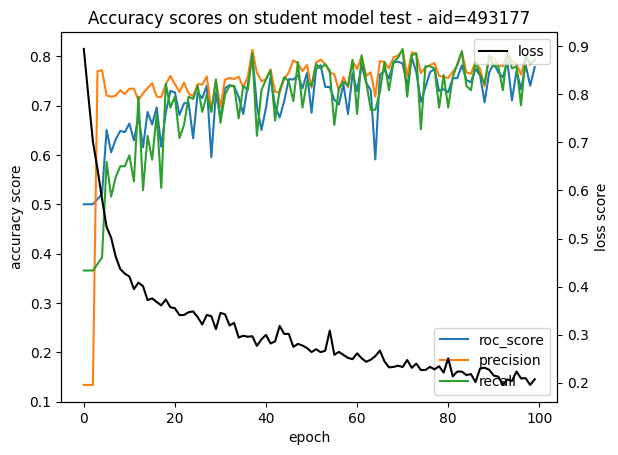 Accuracy scores on student model test - aid=493177
loss
accuracy score
0.8
0.7
0.6
0.5
0.4
0.3
0.2
0.1
0.9
0.8
0.7
0.6
0.5
0.4
0.3
0.2
loss score
roc_score
precision
recall
0
20
40
60
80
100
epoch